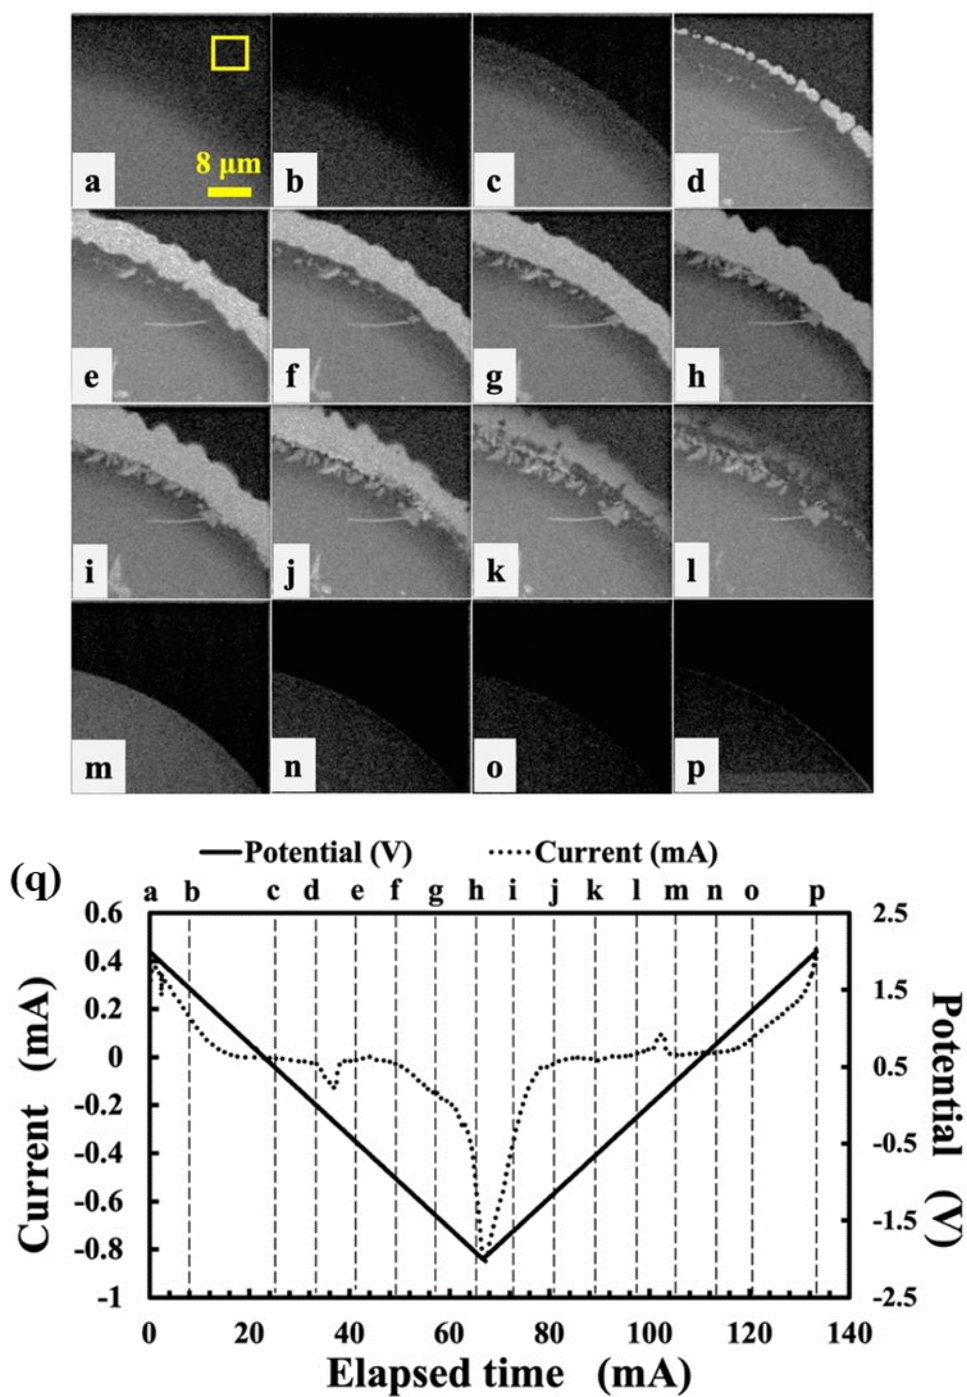 8 μm
a b c d
e f g h
i j k l
m n o p
(q)
Potential (V) Current (mA)
a b c d e f g h i j k l m n o p
0.6 2.5
0.4
0.2 1.5
0 0.5
-0.2
-0.4 -0.5
-0.6
-0.8 -1.5
-1 -2.5
Current (mA)
Potential (V)
0 20 40 60 80 100 120 140
Elapsed time (mA)